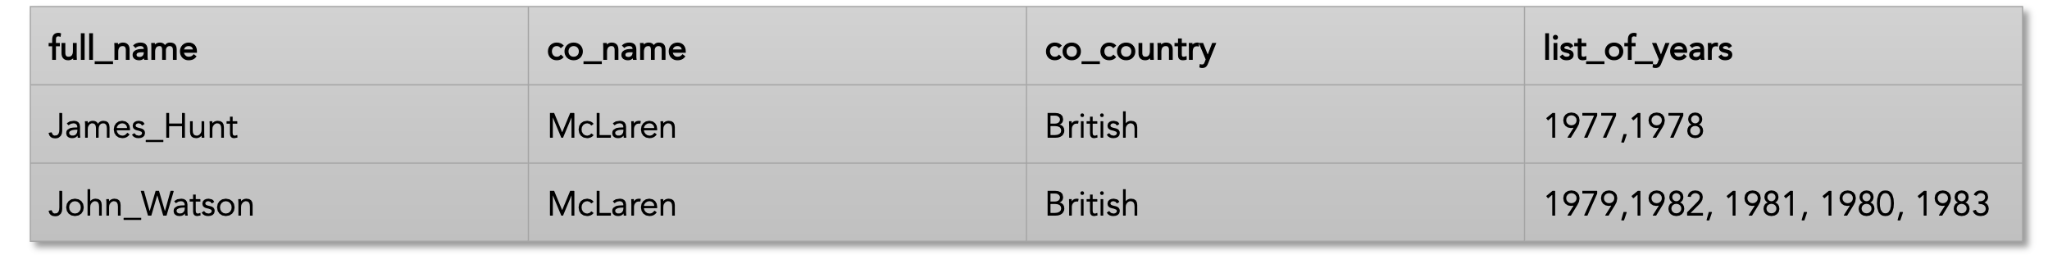 full_name co_name co_country list_of_years
James_Hunt McLaren British 1977,1978
John_Watson McLaren British 1979,1982, 1981, 1980, 1983